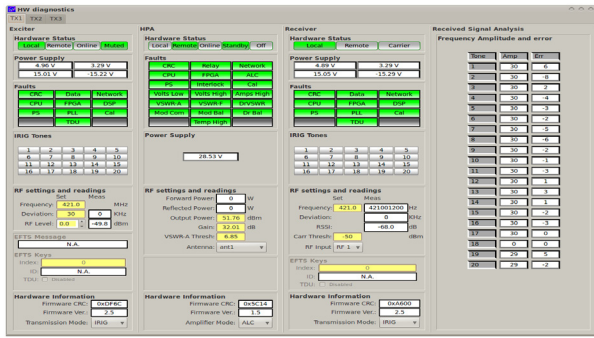 HW diagnostics
TX1 TX2 TX3
Exciter
Hardware Status
Local Remote Online Muted
Power Supply
4.96 V 3.29 V
15.01 V -15.22 V
Faults
CRC Data Network
CPU FPGA DSP
PS PLL Cal
TDU
IRIG Tones
1 2 3 4 5
6 7 8 9 10
11 12 13 14 15
16 17 18 19 20
RF settings and readings
Set Meas
Frequency: 421.0 MHz
Deviation: 30 0 KHz
RF Level: 0.0 -49.8 dBm
EFTS Message
N.A.
EFTS Keys
Index: 0
ID: N.A.
TDU: Disabled
Hardware Information
Firmware CRC: 0xDF6C
Firmware Ver.: 2.5
Transmission Mode: IRIG
HPA
Hardware Status
Local Remote Online Standby Off
Faults
CRC Relay Network
CPU FPGA ALC
PS Interlock Cal
Volts Low Volts High Amps High
VSWR-A VSWR-F DrVSWR
Mod Com Mod Bal Dr Bal
Temp High
Power Supply
28.53 V
RF settings and readings
Forward Power: 0 W
Reflected Power: 0 W
Output Power: 51.76 dBm
Gain: 32.01 dB
VSWR-A Thresh: 6.85
Antenna: ant1
Hardware Information
Firmware CRC: 0x5C14
Firmware Ver.: 1.5
Amplifier Mode: ALC
Receiver
Hardware Status
Local Remote Carrier
Power Supply
4.89 V 3.29 V
15.05 V -15.29 V
Faults
CRC Data Network
CPU FPGA DSP
PS PLL Cal
TDU
IRIG Tones
1 2 3 4 5
6 7 8 9 10
11 12 13 14 15
16 17 18 19 20
RF settings and readings
Set Meas
Frequency: 421.0 421001200 Hz
Deviation: 0 KHz
RSSI: -68.0 dB
Carr Thresh: -50 dBm
RF Input RF 1
EFTS Keys
Index: 0
ID: N.A.
TDU: Disabled
Hardware Information
Firmware CRC: 0xA600
Firmware Ver.: 2.5
Transmission Mode: IRIG
Received Signal Analysis
Frequency Amplitude and error
Tone Amp Err
1 30 6
2 30 -8
3 30 2
4 30 -4
5 30 -3
6 30 -2
7 30 -5
8 30 -6
9 30 -2
10 30 -1
11 30 -3
12 30 1
13 30 3
14 30 1
15 30 -2
16 30 -3
17 30 0
18 0 0
19 29 5
20 29 -2